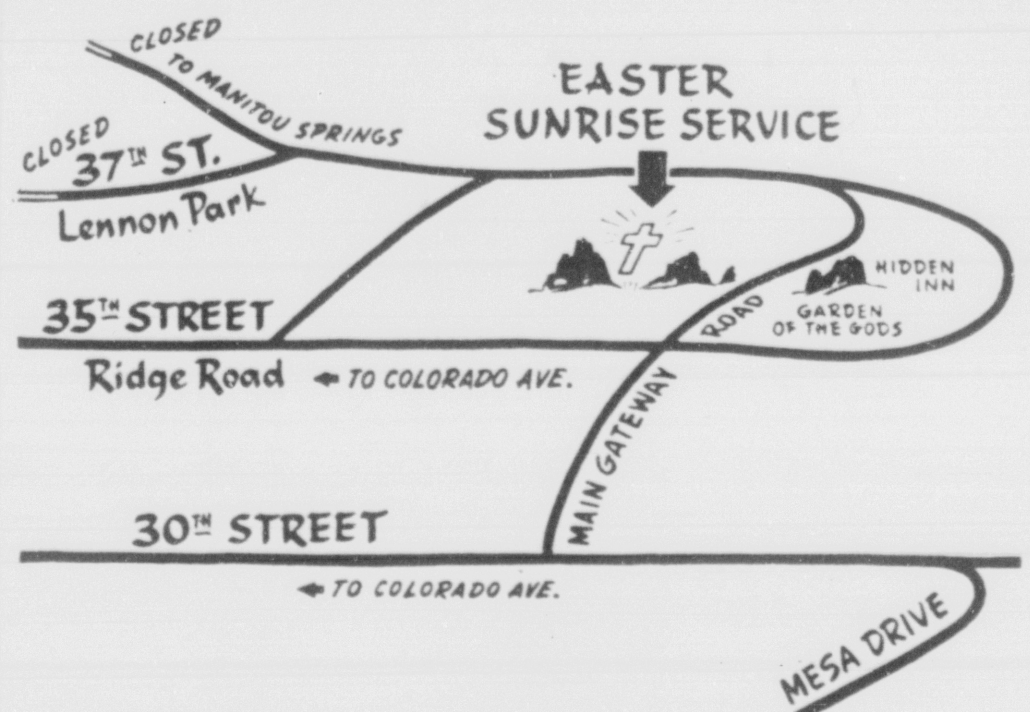 CLOSED
TO MANITOU SPRINGS
EASTER
SUNRISE SERVICE
CLOSED
37TH ST.
Lennon Park
HIDDEN
INN
GARDEN
OF THE GODS
35TH STREET
Ridge Road
TO COLORADO AVE.
MAIN GATEWAY ROAD
30TH STREET
TO COLORADO AVE.
MESA DRIVE